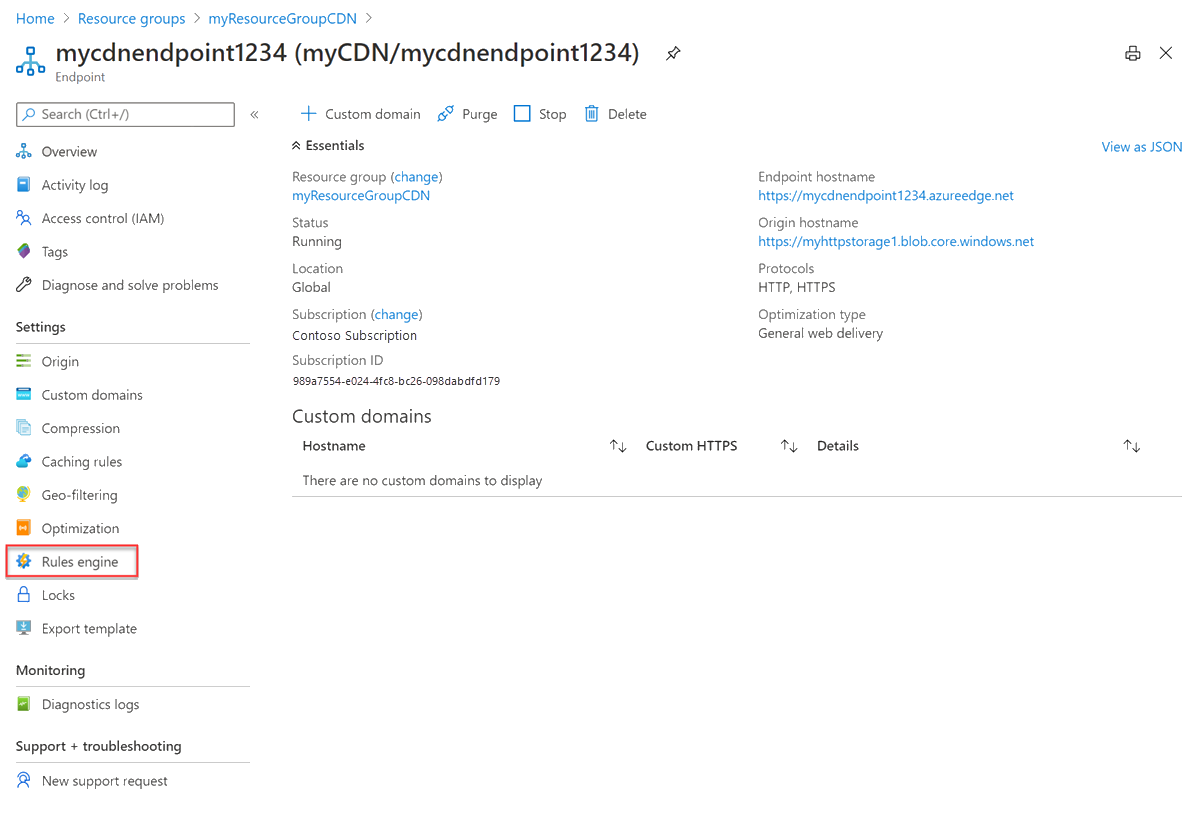 Home > Resource groups > myResourceGroupCDN >
mycdnendpoint1234 (myCDN/mycdnendpoint1234)
Endpoint
Search (Ctrl+/)
«
Overview
Activity log
Access control (IAM)
Tags
Diagnose and solve problems
Settings
Origin
Custom domains
Compression
Caching rules
Geo-filtering
Optimization
Rules engine
Locks
Export template
Monitoring
Diagnostics logs
Support + troubleshooting
New support request
Custom domain Purge Stop Delete
Essentials
View as JSON
Resource group (change)
myResourceGroupCDN
Status
Running
Location
Global
Subscription (change)
Contoso Subscription
Subscription ID
989a7554-e024-4fc8-bc26-098dabdfd179
Endpoint hostname
https://mycdnendpoint1234.azureedge.net
Origin hostname
https://myhttpstorage1.blob.core.windows.net
Protocols
HTTP, HTTPS
Optimization type
General web delivery
Custom domains
Hostname Custom HTTPS Details
There are no custom domains to display